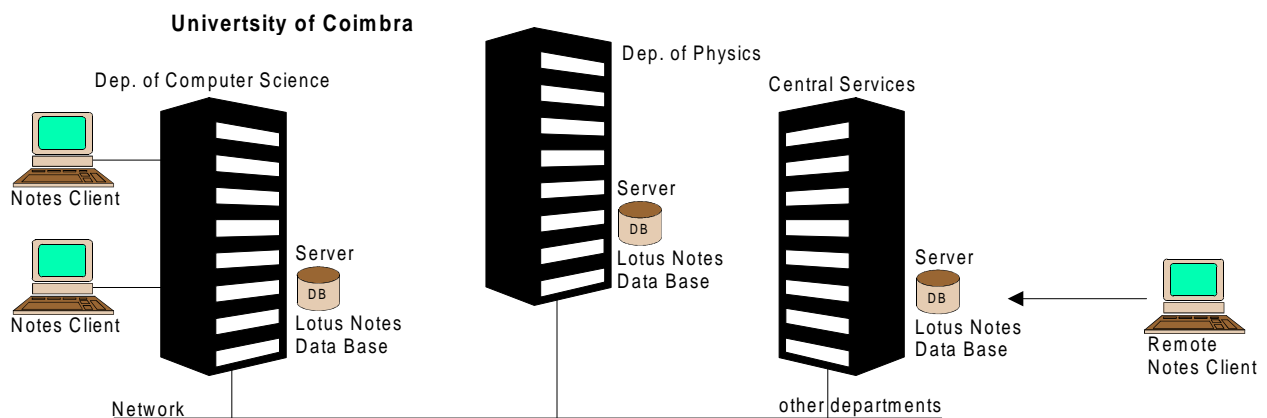 Univertsity of Coimbra
Dep. of Computer Science
Notes Client
Notes Client
Server
DB
Lotus Notes
Data Base
Dep. of Physics
Server
DB
Lotus Notes
Data Base
Central Services
Server
DB
Lotus Notes
Data Base
Remote
Notes Client
Network
other departments